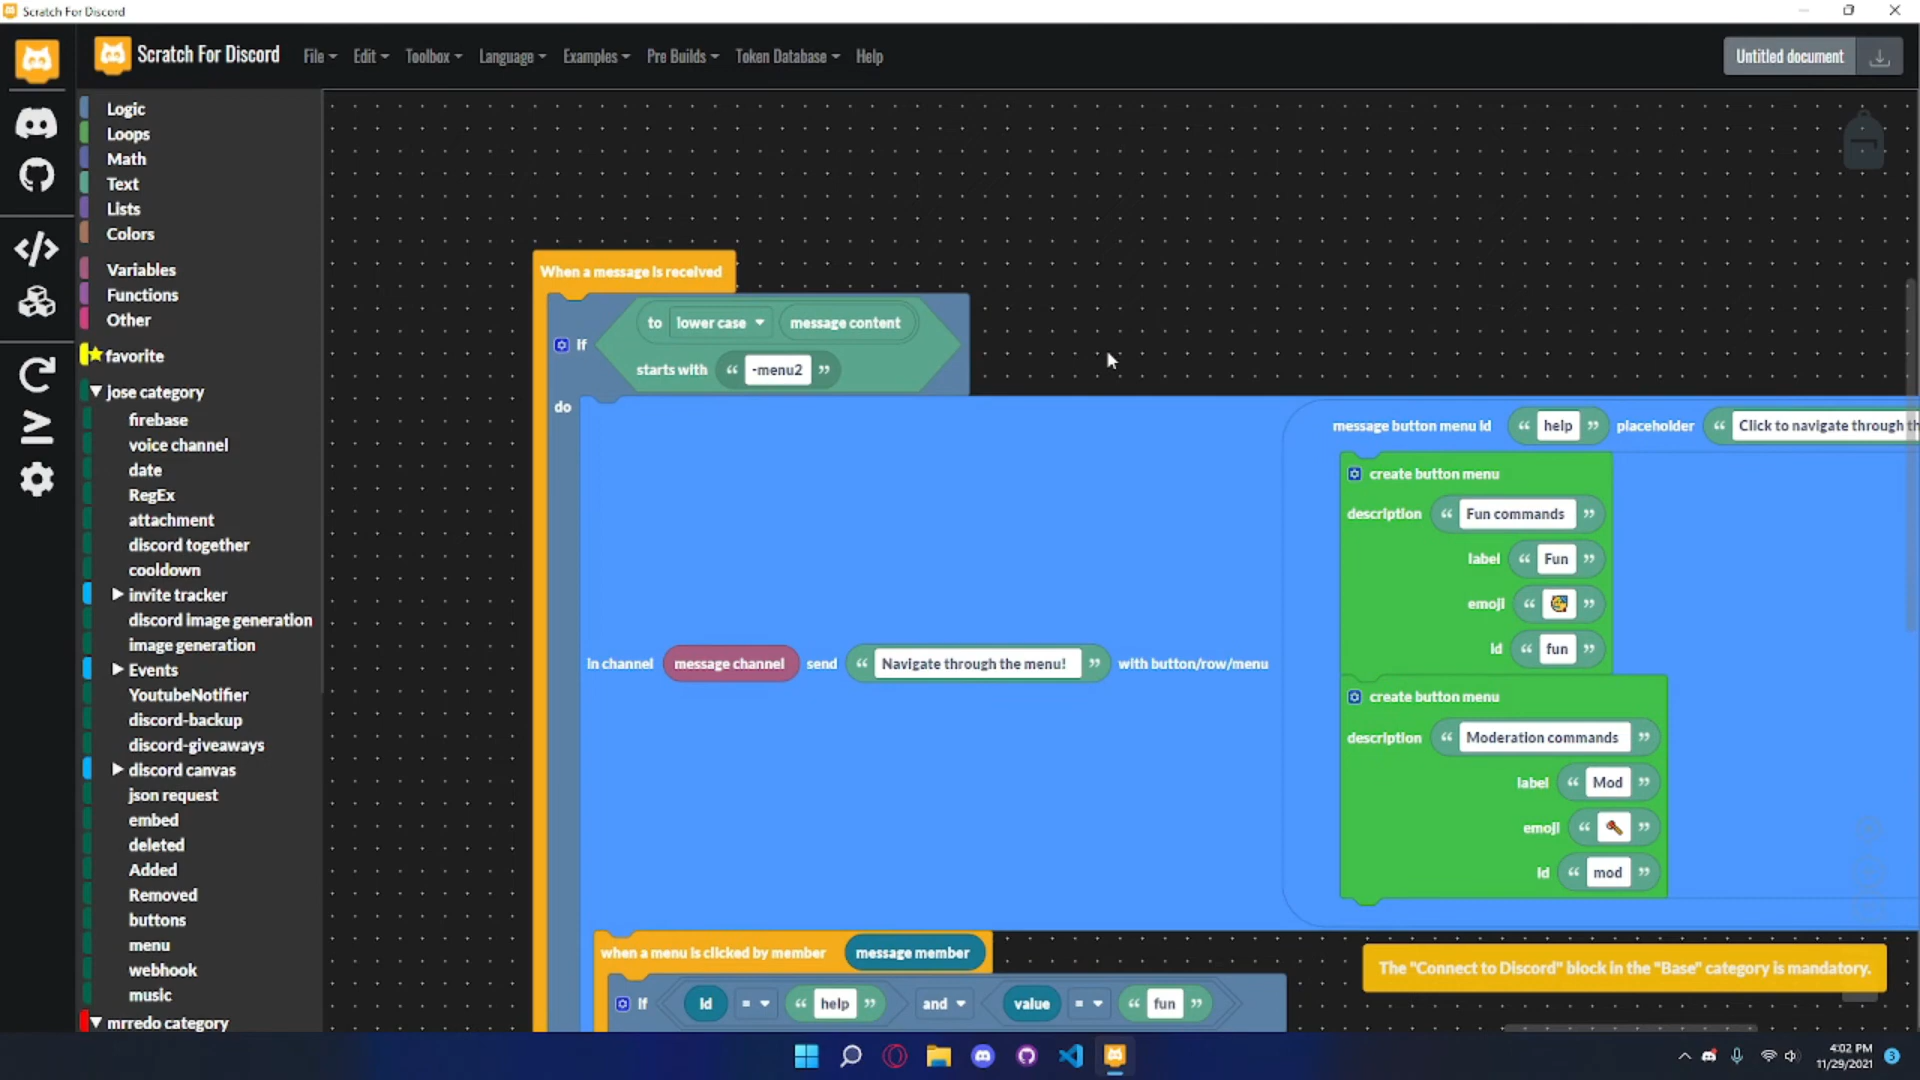 Scratch For Discord
Scratch For Discord
File
Edit
Toolbox
Language
Examples
Pre Builds
Token Database
Help
Untitled document
Logic
Loops
Math
Text
Lists
Colors
Variables
Functions
Other
favorite
jose category
firebase
voice channel
date
RegEx
attachment
discord together
cooldown
invite tracker
discord image generation
image generation
Events
YoutubeNotifier
discord-backup
discord-giveaways
discord canvas
json request
embed
deleted
Added
Removed
buttons
menu
webhook
music
mrredo category
When a message is received
if
to lower case message content
starts with “ -menu2 ”
do
message button menu id “ help ” placeholder “ Click to navigate through
create button menu
description “ Fun commands ”
label “ Fun ”
emoji “ ”
id “ fun ”
In channel message channel send “ Navigate through the menu! ” with button/row/menu
create button menu
description “ Moderation commands ”
label “ Mod ”
emoji “ ”
id “ mod ”
when a menu is clicked by member message member
if id = “ help ” and value = “ fun ”
The "Connect to Discord" block in the "Base" category is mandatory.
4:02 PM
11/29/2021
3